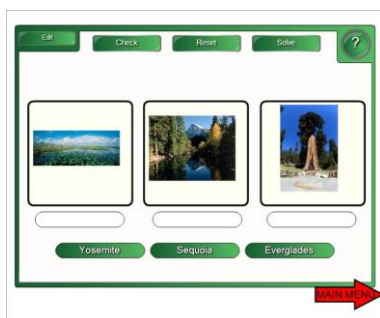 Edit Check Reset Solve ?
Yosemite Sequoia Everglades
MAIN MENU